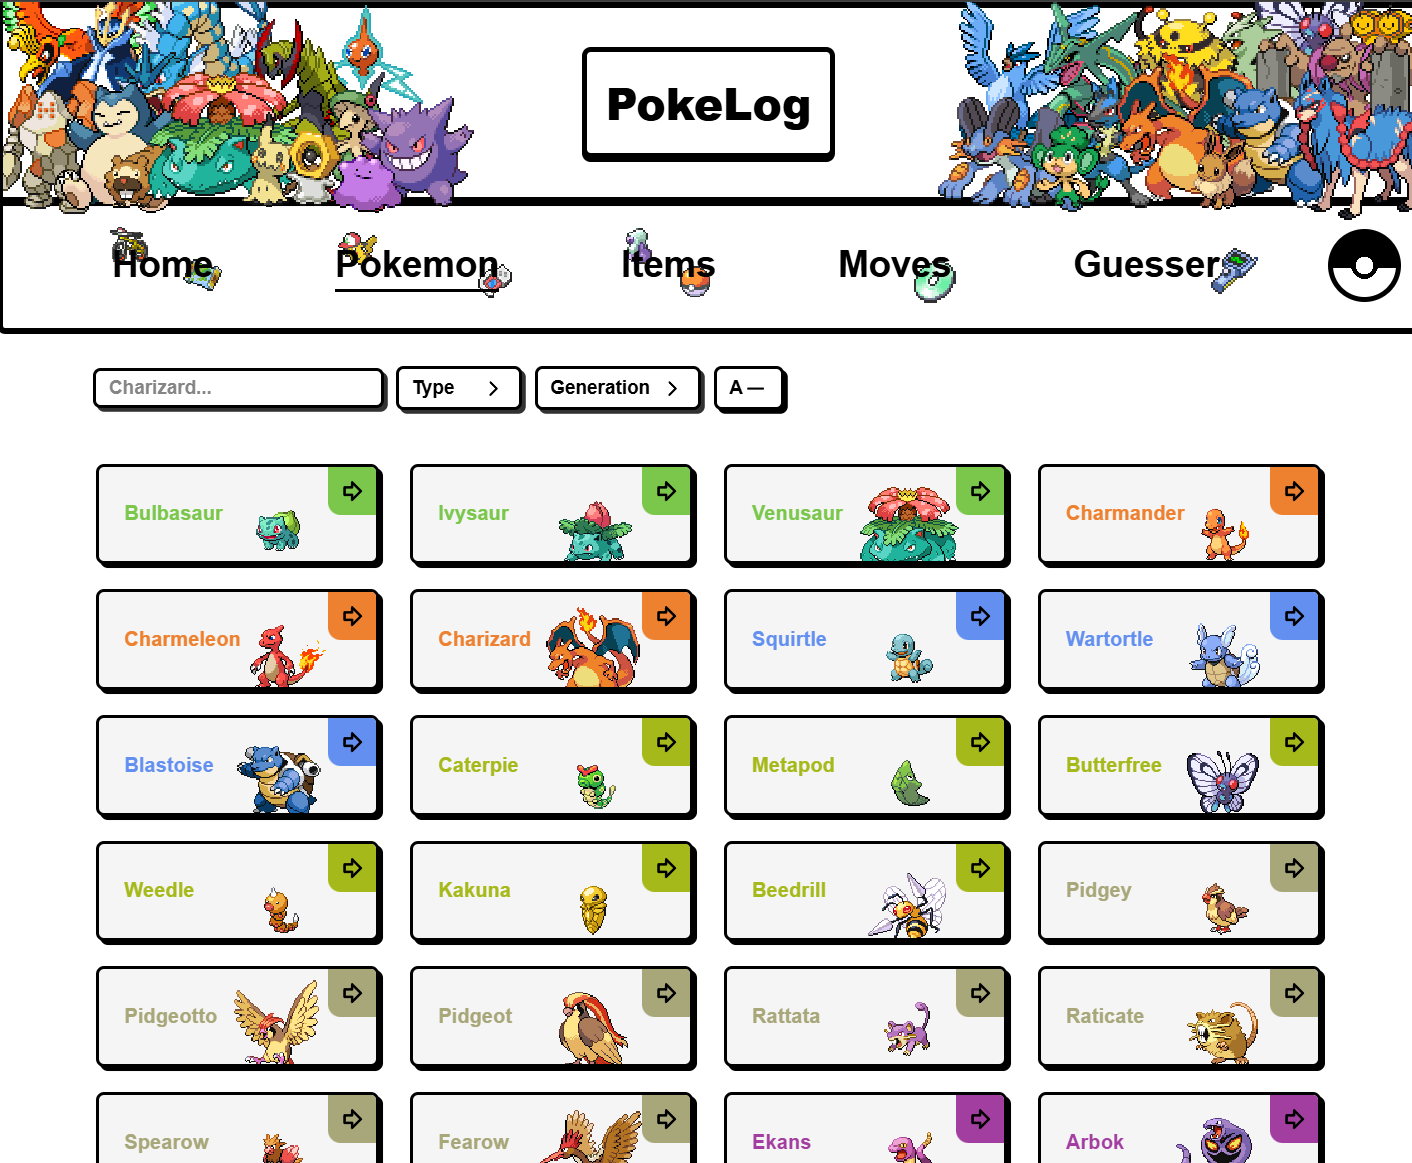 PokeLog
Home Pokemon Items Moves Guesser
Charizard... Type Generation A —
Bulbasaur Ivysaur Venusaur Charmander
Charmeleon Charizard Squirtle Wartortle
Blastoise Caterpie Metapod Butterfree
Weedle Kakuna Beedrill Pidgey
Pidgeotto Pidgeot Rattata Raticate
Spearow Fearow Ekans Arbok